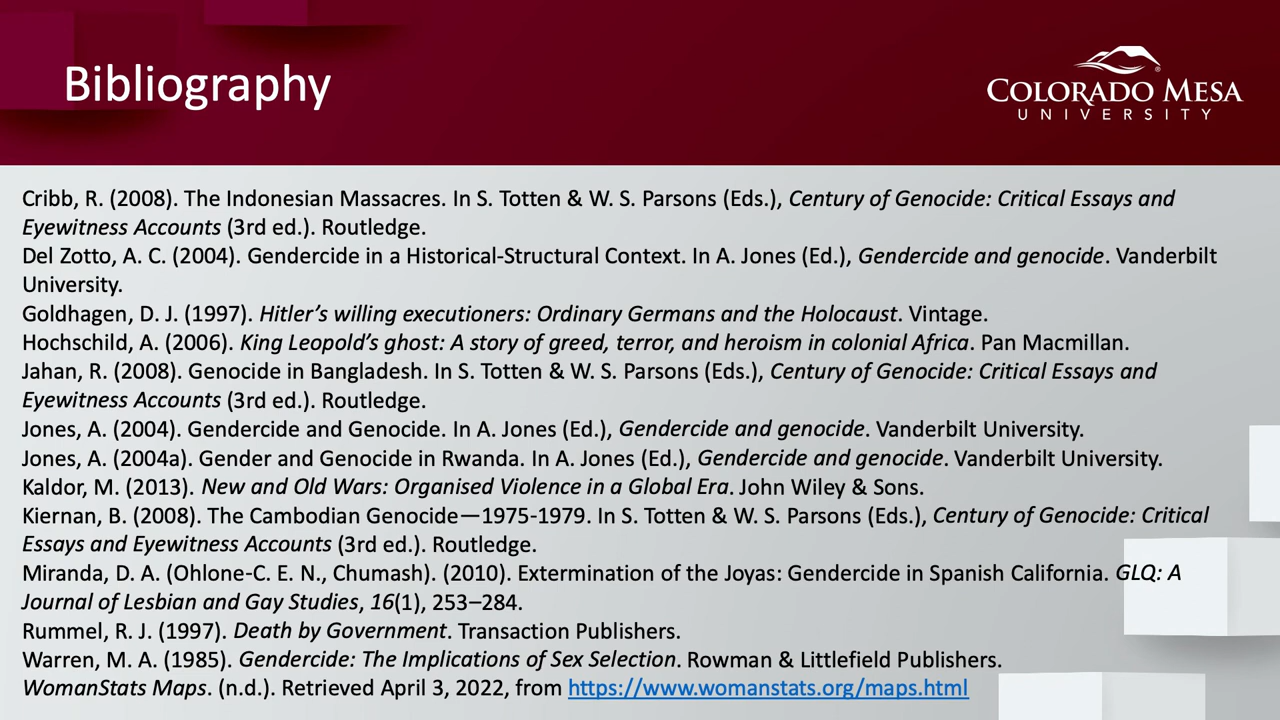 Bibliography
COLORADO MESA
UNIVERSITY
Cribb, R. (2008). The Indonesian Massacres. In S. Totten & W. S. Parsons (Eds.), Century of Genocide: Critical Essays and
Eyewitness Accounts (3rd ed.). Routledge.
Del Zotto, A. C. (2004). Gendercide in a Historical-Structural Context. In A. Jones (Ed.), Gendercide and genocide. Vanderbilt
University.
Goldhagen, D. J. (1997). Hitler’s willing executioners: Ordinary Germans and the Holocaust. Vintage.
Hochschild, A. (2006). King Leopold’s ghost: A story of greed, terror, and heroism in colonial Africa. Pan Macmillan.
Jahan, R. (2008). Genocide in Bangladesh. In S. Totten & W. S. Parsons (Eds.), Century of Genocide: Critical Essays and
Eyewitness Accounts (3rd ed.). Routledge.
Jones, A. (2004). Gendercide and Genocide. In A. Jones (Ed.), Gendercide and genocide. Vanderbilt University.
Jones, A. (2004a). Gender and Genocide in Rwanda. In A. Jones (Ed.), Gendercide and genocide. Vanderbilt University.
Kaldor, M. (2013). New and Old Wars: Organised Violence in a Global Era. John Wiley & Sons.
Kiernan, B. (2008). The Cambodian Genocide—1975-1979. In S. Totten & W. S. Parsons (Eds.), Century of Genocide: Critical
Essays and Eyewitness Accounts (3rd ed.). Routledge.
Miranda, D. A. (Ohlone-C. E. N., Chumash). (2010). Extermination of the Joyas: Gendercide in Spanish California. GLQ: A
Journal of Lesbian and Gay Studies, 16(1), 253–284.
Rummel, R. J. (1997). Death by Government. Transaction Publishers.
Warren, M. A. (1985). Gendercide: The Implications of Sex Selection. Rowman & Littlefield Publishers.
WomanStats Maps. (n.d.). Retrieved April 3, 2022, from https://www.womanstats.org/maps.html